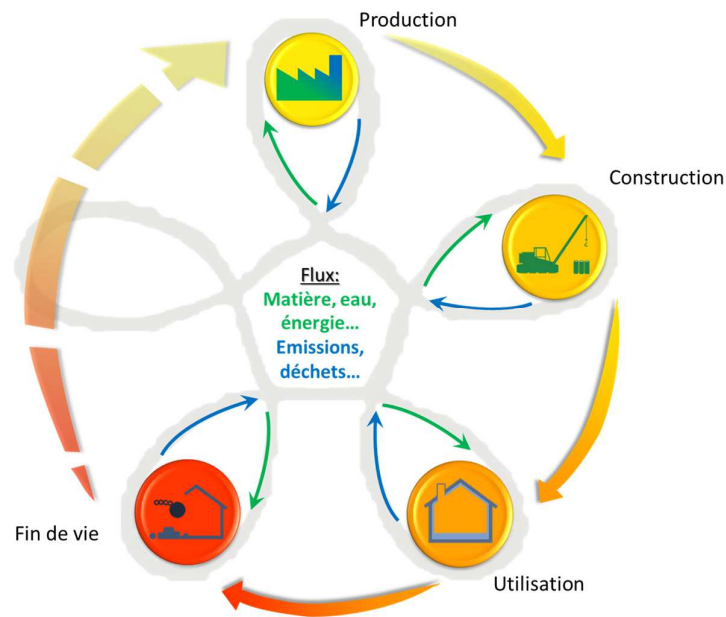 Production
Construction
Flux:
Matière, eau,
énergie…
Emissions,
déchets…
Fin de vie
Utilisation